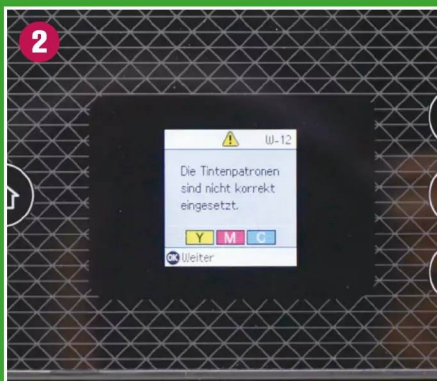 2
W-12
Die Tintenpatronen
sind nicht korrekt
eingesetzt.
Y M C
OK Weiter